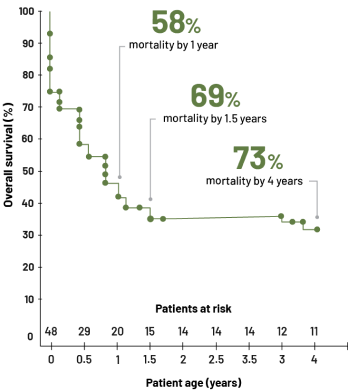 100
90
80
70
60
50
40
30
20
10
0
Overall survival (%)
58%
mortality by 1 year
69%
mortality by 1.5 years
73%
mortality by 4 years
Patients at risk
48 29 20 15 14 14 14 12 11
0 0.5 1 1.5 2 2.5 3.5 3 4
Patient age (years)